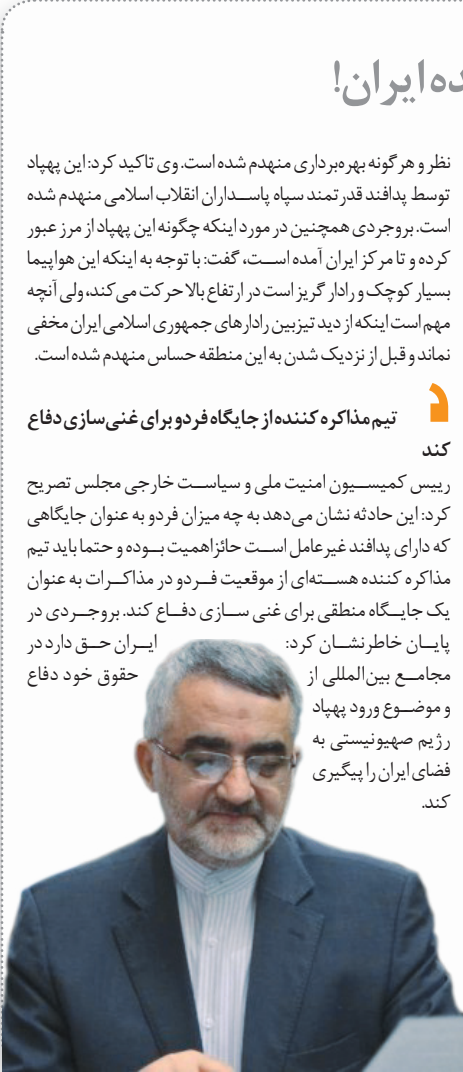 ده ایران!
نظر و هرگونه بهره‌برداری منهدم شده است. وی تاکید کرد: این پهپاد
توسط پدافند قدرتمند سپاه پاسداران انقلاب اسلامی منهدم شده
است. بروجردی همچنین در مورد اینکه چگونه این پهپاد از مرز عبور
کرده و تا مرکز ایران آمده است، گفت: با توجه به اینکه این هواپیما
بسیار کوچک و رادار گریز است در ارتفاع بالا حرکت می‌کند، ولی آنچه
مهم است اینکه از دید تیزبین رادارهای جمهوری اسلامی ایران مخفی
نماند و قبل از نزدیک شدن به این منطقه حساس منهدم شده است.
تیم مذاکره کننده از جایگاه فردو برای غنی‌سازی دفاع
کند
رییس کمیسیون امنیت ملی و سیاست خارجی مجلس تصریح
کرد: این حادثه نشان می‌دهد به چه میزان فردو به عنوان جایگاهی
که دارای پدافند غیرعامل است حائزاهمیت بوده و حتما باید تیم
مذاکره کننده هسته‌ای از موقعیت فردو در مذاکرات به عنوان
یک جایگاه منطقی برای غنی سازی دفاع کند. بروجردی در
پایان خاطرنشان کرد: ایران حق دارد در
مجامع بین‌المللی از حقوق خود دفاع
و موضوع ورود پهپاد
رژیم صهیونیستی به
فضای ایران را پیگیری
کند.